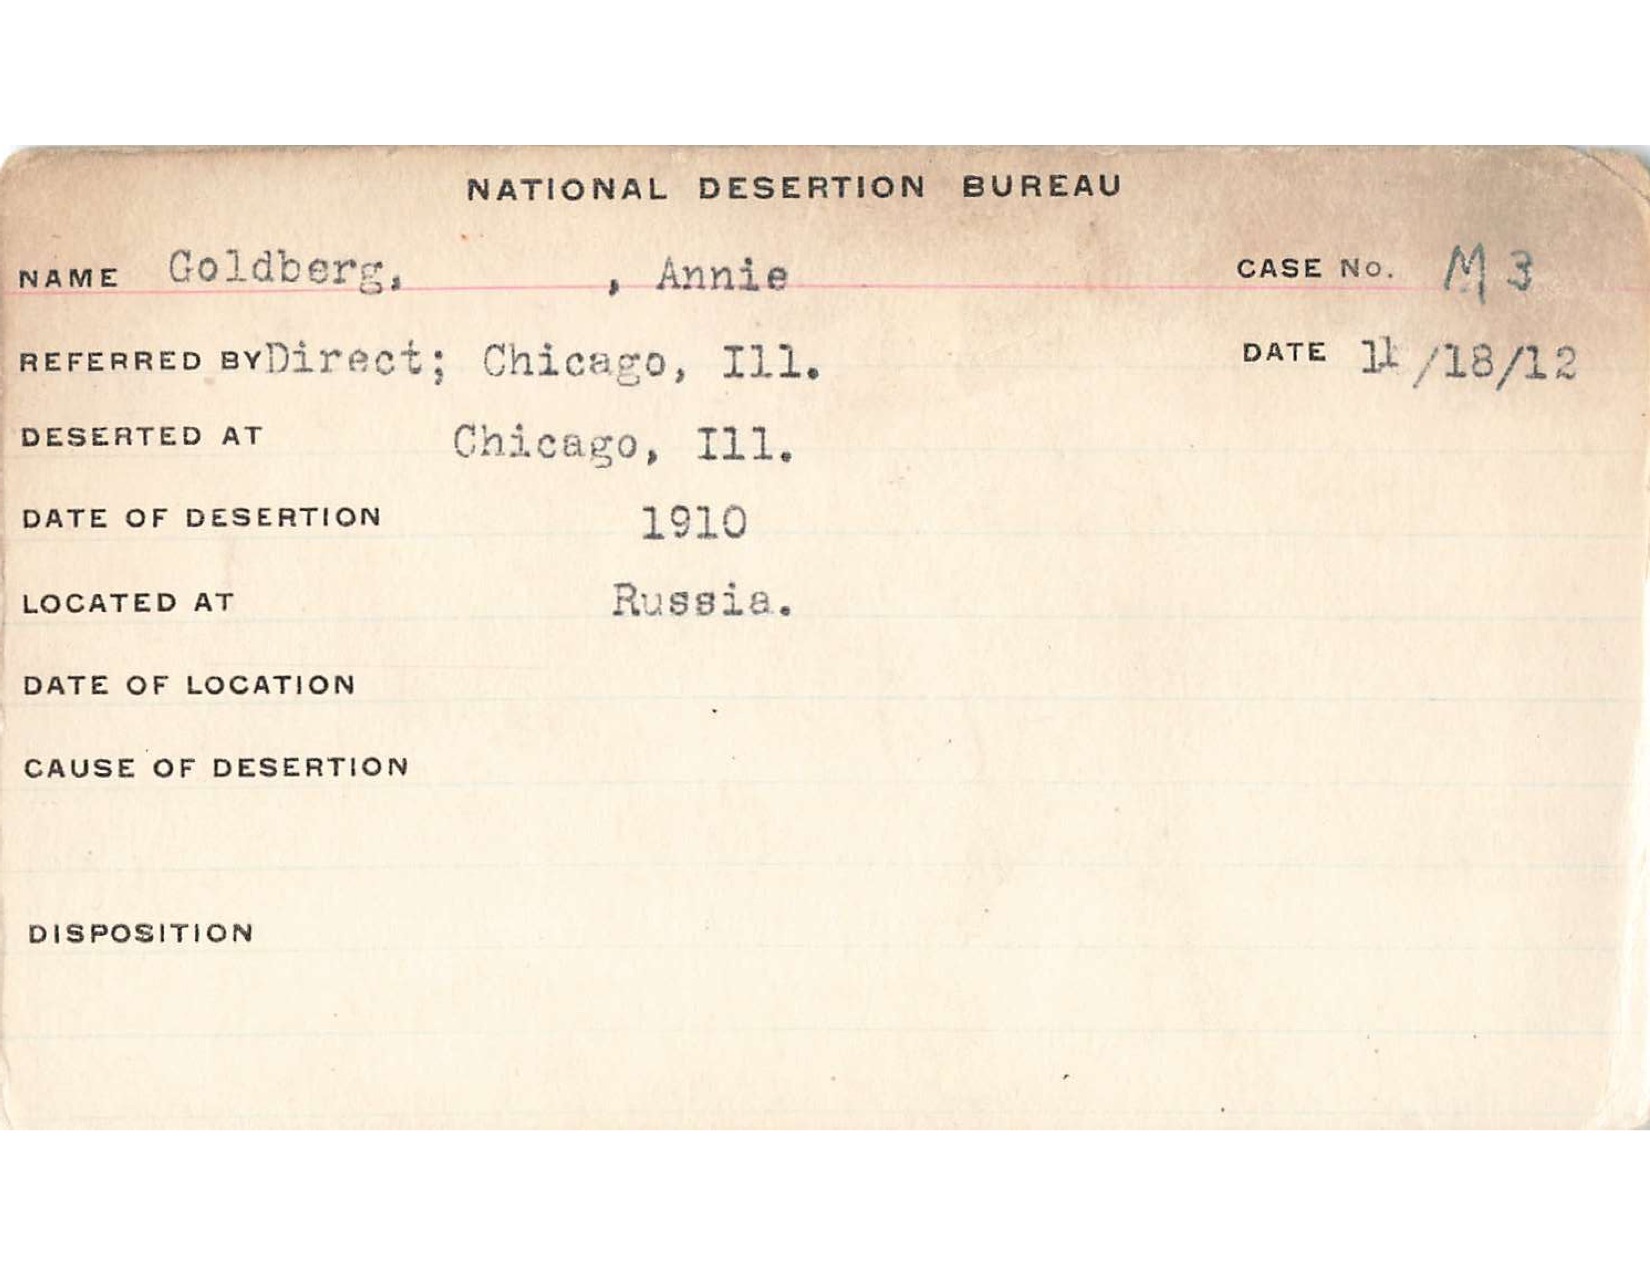 NATIONAL DESERTION BUREAU
NAME Goldberg, , Annie CASE No. M 3
REFERRED BY Direct; Chicago, Ill. DATE 11/18/12
DESERTED AT Chicago, Ill.
DATE OF DESERTION 1910
LOCATED AT Russia.
DATE OF LOCATION
CAUSE OF DESERTION
DISPOSITION